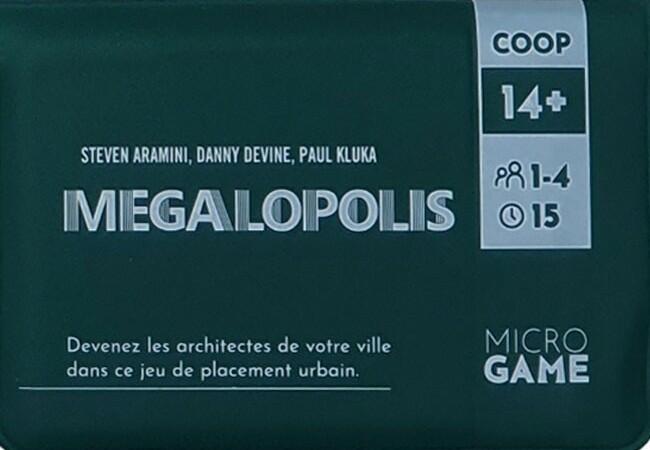 COOP
14+
1-4
15
STEVEN ARAMINI, DANNY DEVINE, PAUL KLUKA
MEGALOPOLIS
Devenez les architectes de votre ville
dans ce jeu de placement urbain.
MICRO
GAME